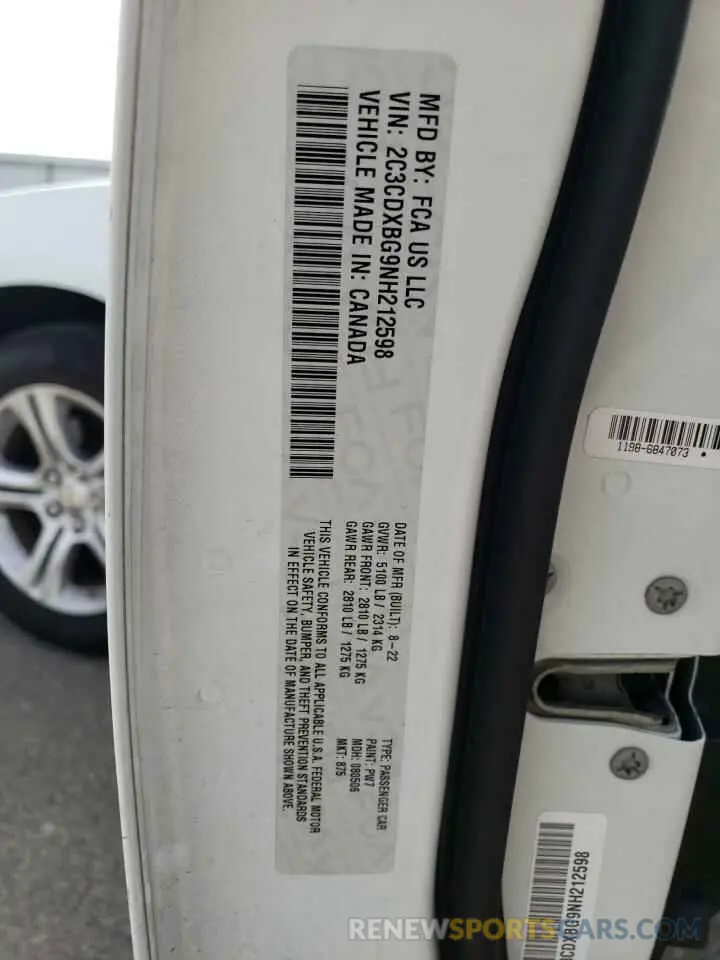 MFD BY: FCA US LLC
VIN: 2C3CDXBG9NH212598
VEHICLE MADE IN: CANADA
DATE OF MFR (BUILT): 8-22
GVWR: 5100 LB / 2314 KG
GAWR FRONT: 2810 LB / 1275 KG
GAWR REAR: 2810 LB / 1275 KG
TYPE: PASSENGER CAR
PAINT: PW7
MDH: 080506
MKT: 875
THIS VEHICLE CONFORMS TO ALL APPLICABLE U.S.A. FEDERAL MOTOR
VEHICLE SAFETY, BUMPER, AND THEFT PREVENTION STANDARDS
IN EFFECT ON THE DATE OF MANUFACTURE SHOWN ABOVE.
1198-6847073 *
CDXBG9NH212598
RENEWSPORTSCARS.COM